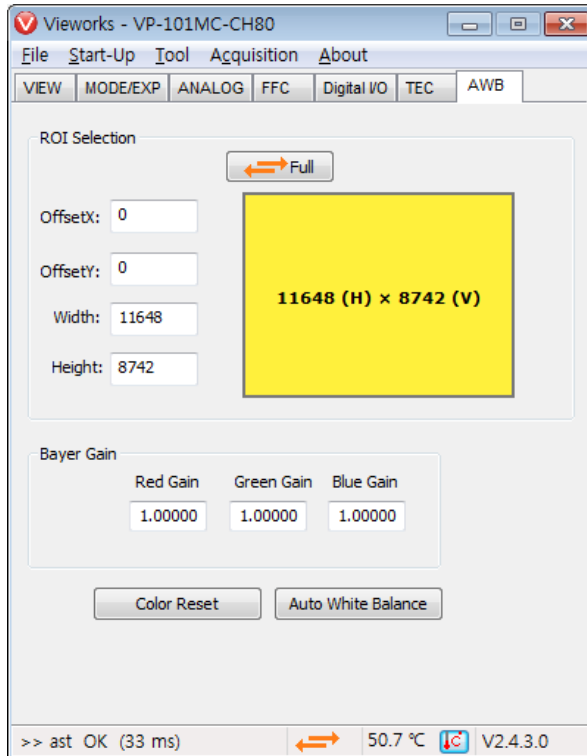 Vieworks - VP-101MC-CH80
File Start-Up Tool Acquisition About
VIEW MODE/EXP ANALOG FFC Digital I/O TEC AWB
ROI Selection
Full
OffsetX: 0
OffsetY: 0
Width: 11648
Height: 8742
11648 (H) × 8742 (V)
Bayer Gain
Red Gain Green Gain Blue Gain
1.00000 1.00000 1.00000
Color Reset Auto White Balance
>> ast OK (33 ms) 50.7 ℃ C V2.4.3.0